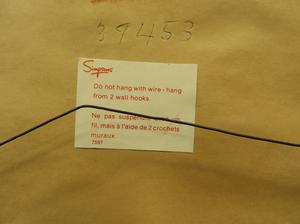 39453
Simpsons
Do not hang with wire - hang
from 2 wall hooks.
Ne pas suspendre
fil, mais à l'aide de 2 crochets
muraux.
7597